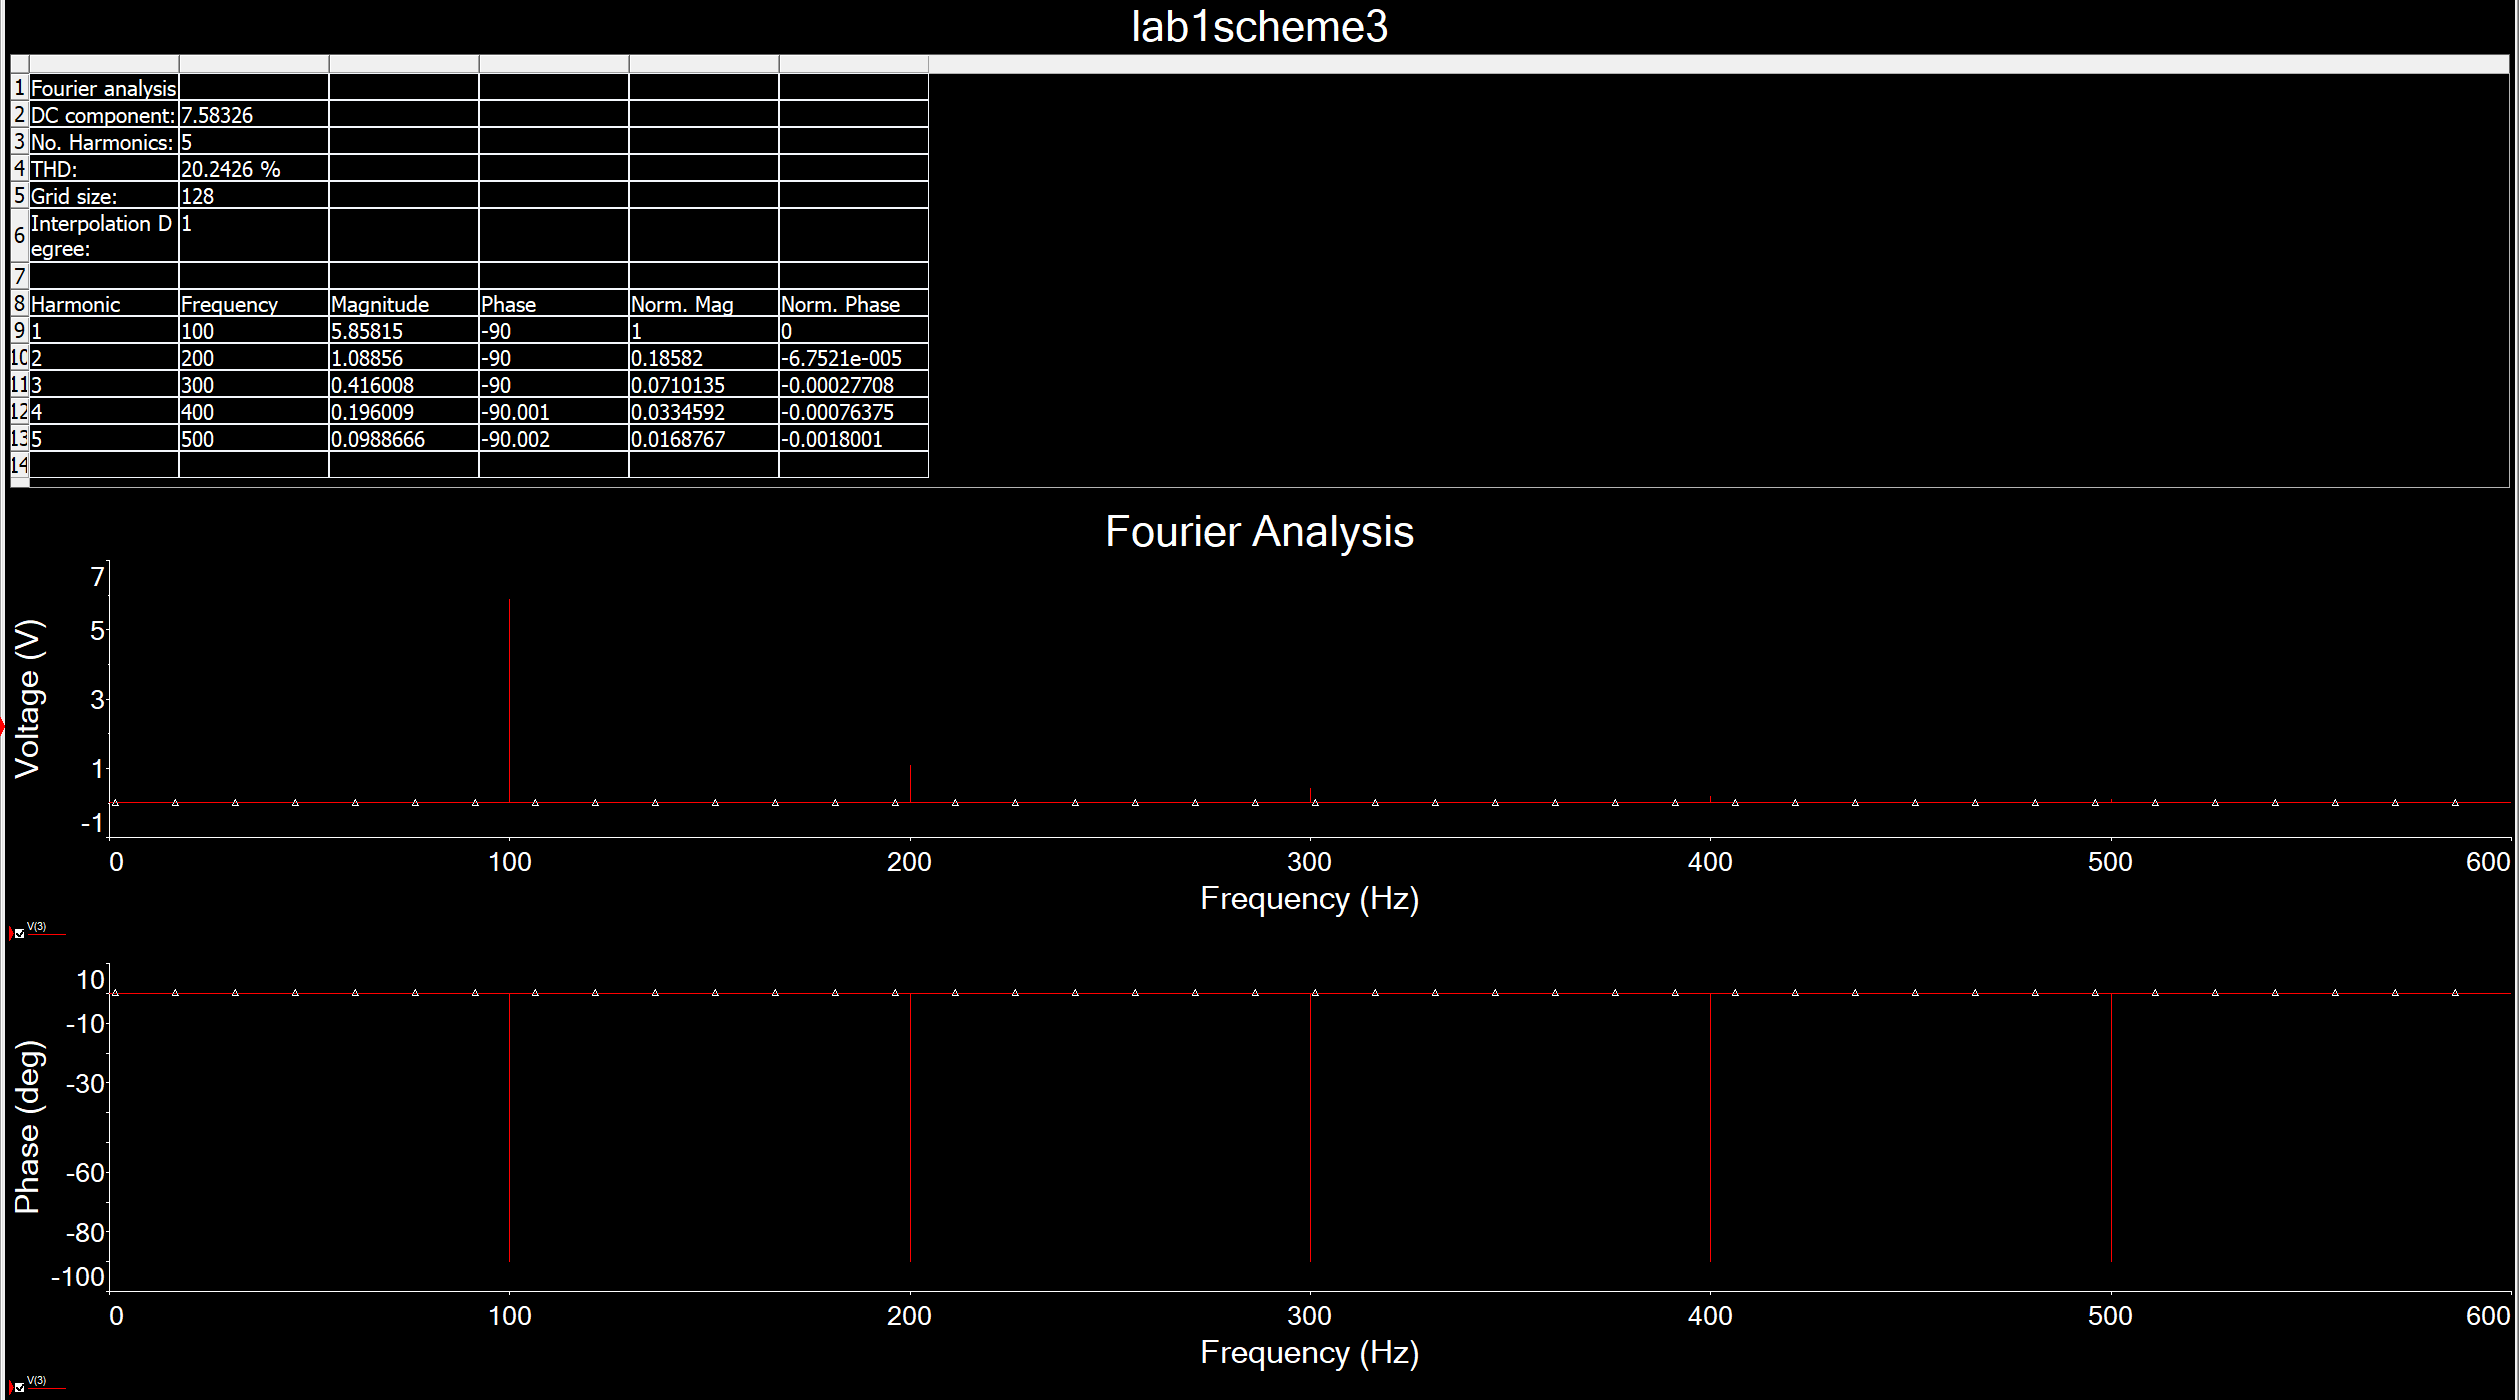 lab1scheme3
1 Fourier analysis
2 DC component: 7.58326
3 No. Harmonics: 5
4 THD: 20.2426 %
5 Grid size: 128
6 Interpolation D 1
egree:
7
8 Harmonic Frequency Magnitude Phase Norm. Mag Norm. Phase
9 1 100 5.85815 -90 1 0
10 2 200 1.08856 -90 0.18582 -6.7521e-005
11 3 300 0.416008 -90 0.0710135 -0.00027708
12 4 400 0.196009 -90.001 0.0334592 -0.00076375
13 5 500 0.0988666 -90.002 0.0168767 -0.0018001
14
Fourier Analysis
Voltage (V)
7
5
3
1
-1
0 100 200 300 400 500 600
Frequency (Hz)
V(3)
Phase (deg)
10
-10
-30
-60
-80
-100
0 100 200 300 400 500 600
Frequency (Hz)
V(3)